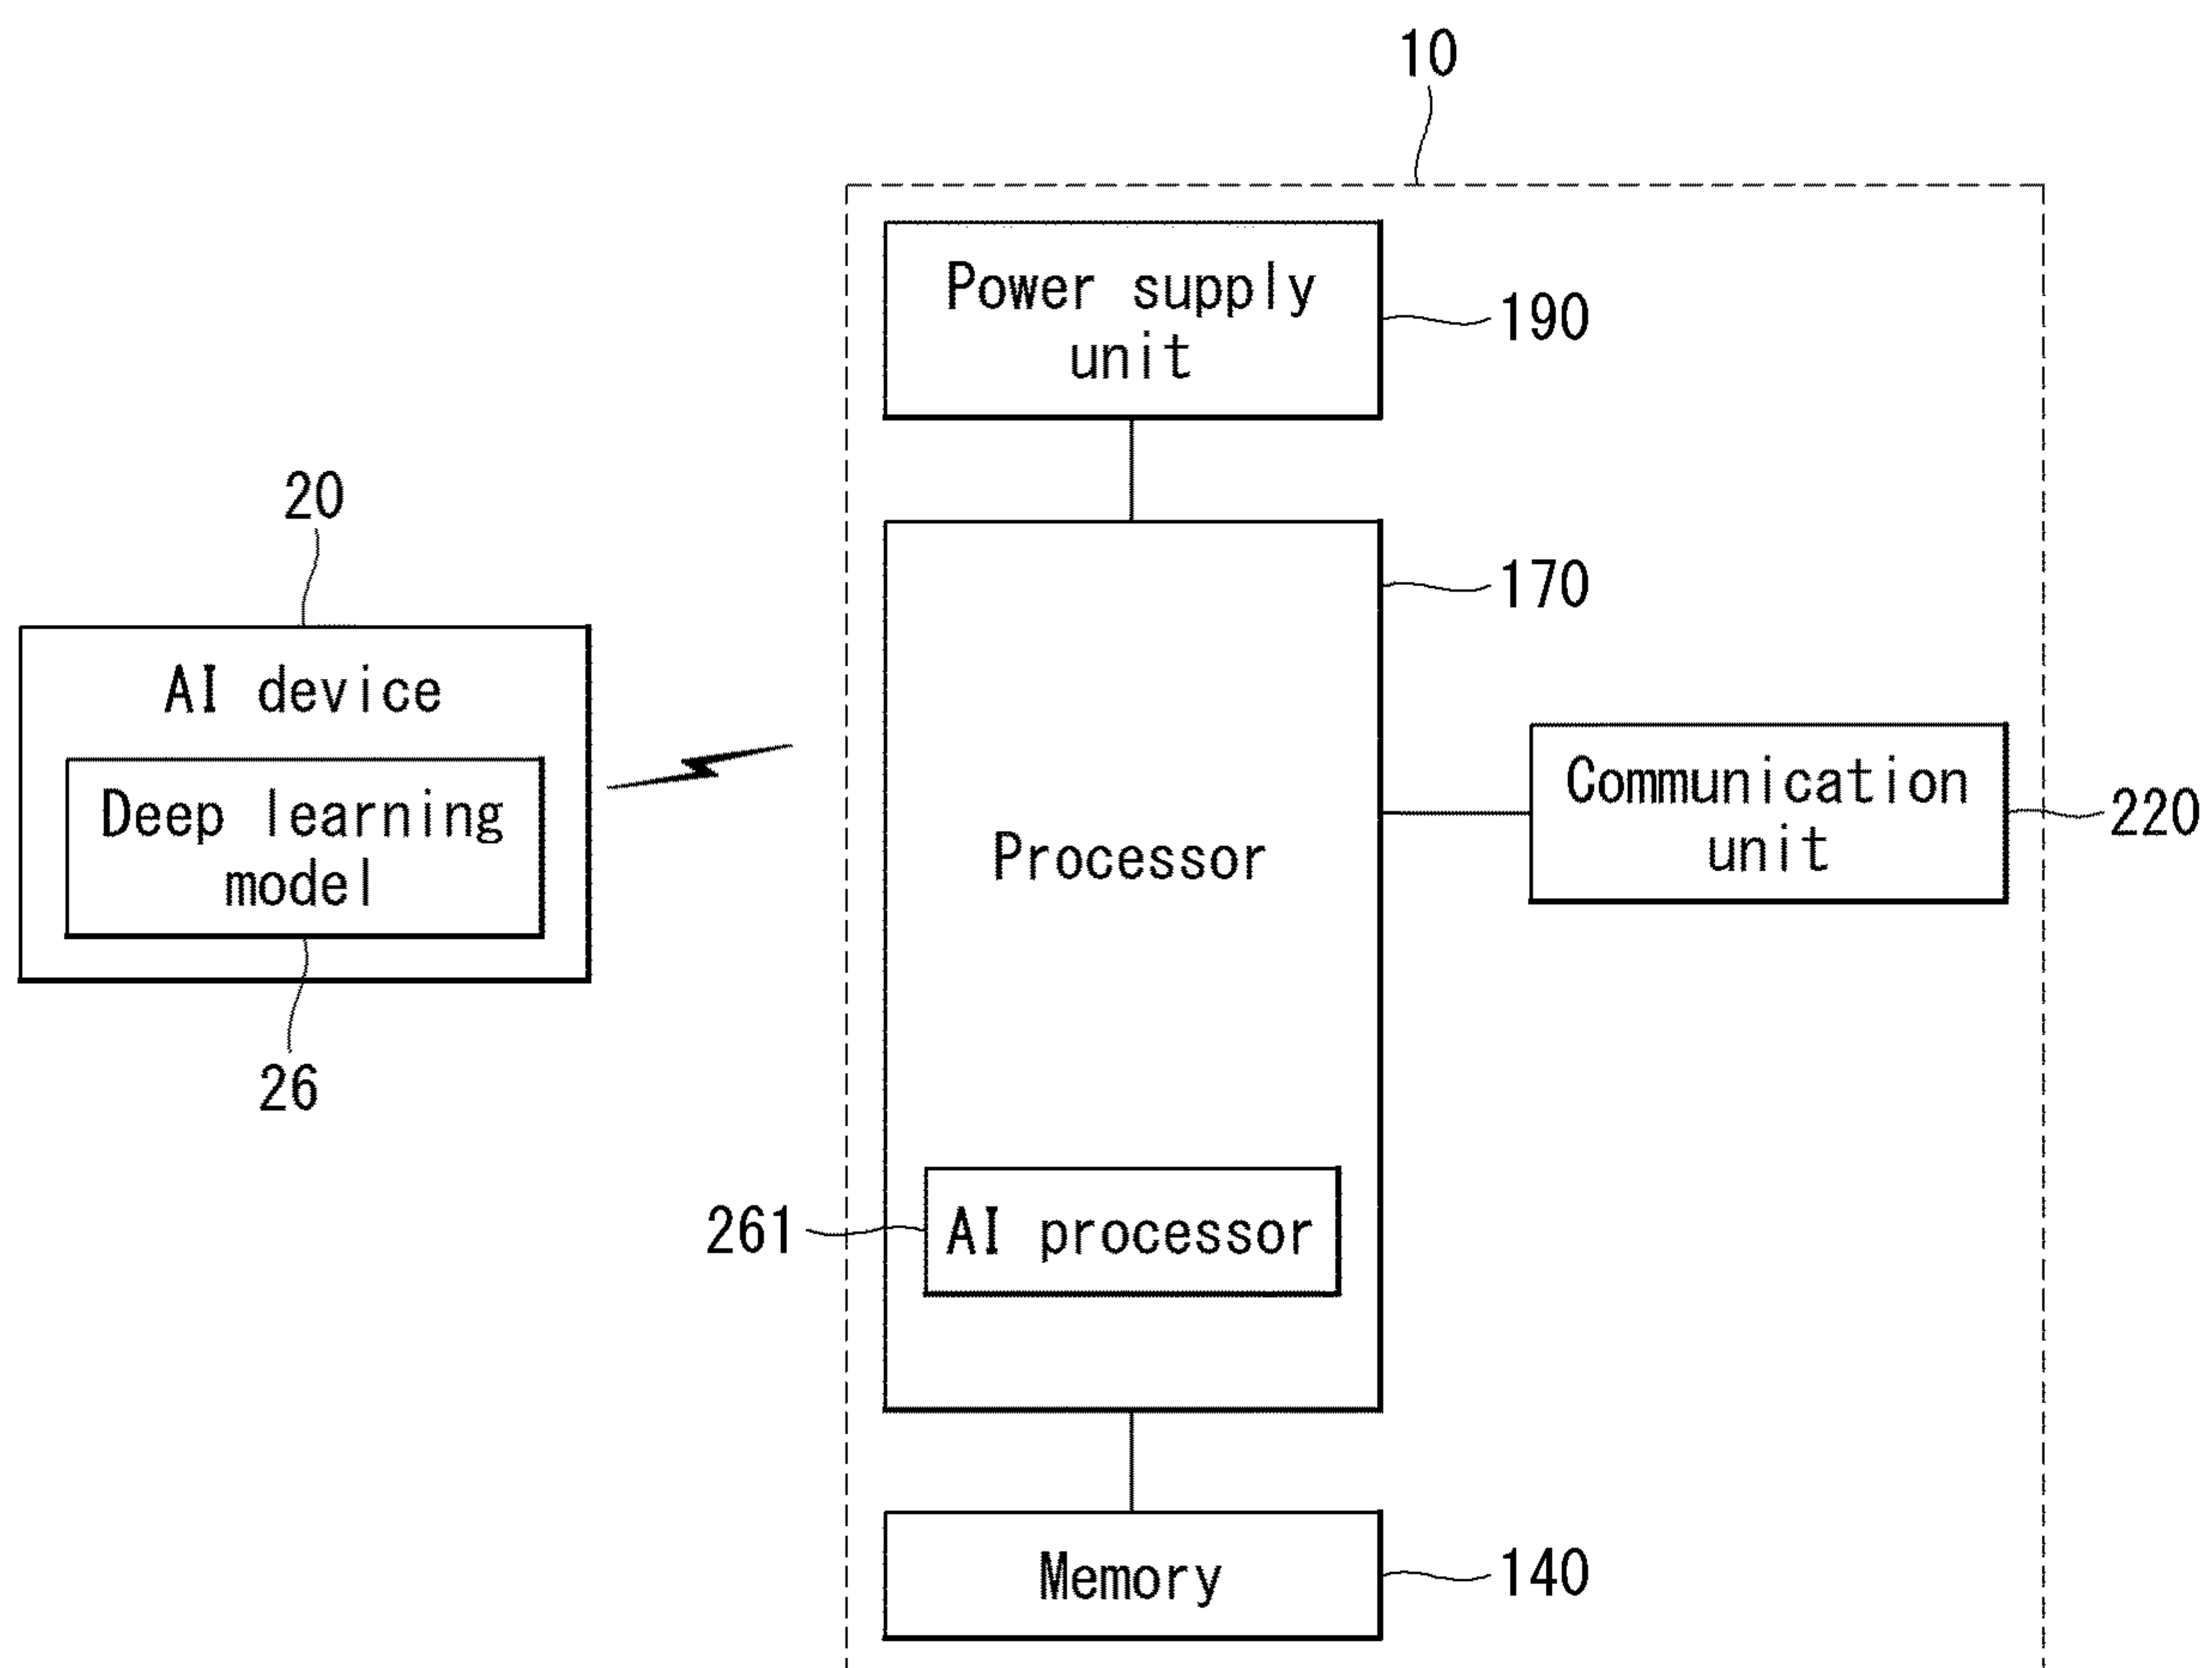 10
Power supply
unit
190
20
170
AI device
Deep learning
model
Communication
unit
220
Processor
26
261
AI processor
Memory
140